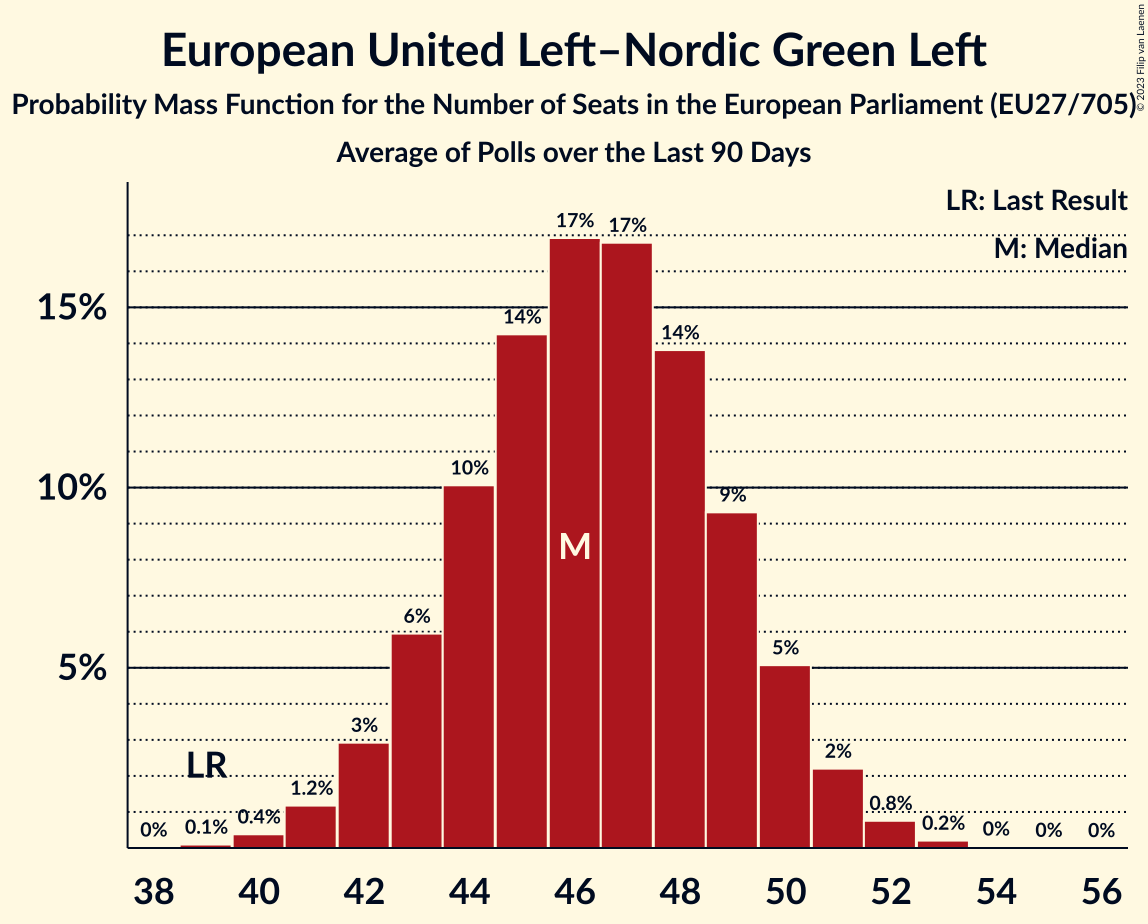 European United Left–Nordic Green Left
Probability Mass Function for the Number of Seats in the European Parliament (EU27/705)
Average of Polls over the Last 90 Days
© 2023 Filip van Laenen
LR: Last Result
M: Median
17%
17%
15%
14%
14%
10%
10%
9%
M
6%
5%
5%
3%
2%
LR
1.2%
0.8%
0.4%
0.2%
0.1%
0%
0%
0%
0%
38 40 42 44 46 48 50 52 54 56